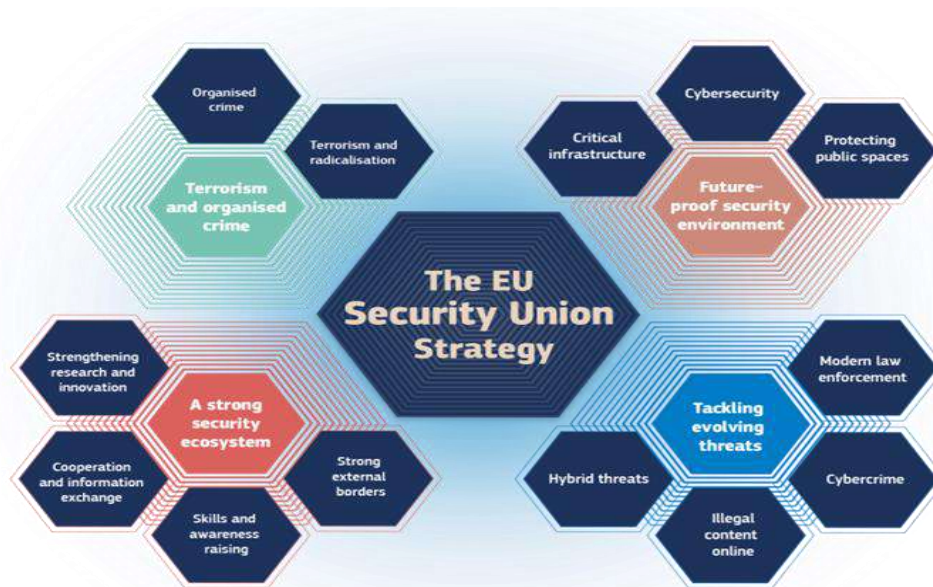 Organised
crime
Terrorism and
radicalisation
Terrorism
and organised
crime
Cybersecurity
Critical
infrastructure
Protecting
public spaces
Future-
proof security
environment
The EU
Security Union
Strategy
Strengthening
research and
innovation
A strong
security
ecosystem
Cooperation
and information
exchange
Skills and
awareness
raising
Strong
external
borders
Modern law
enforcement
Tackling
evolving
threats
Hybrid threats
Illegal
content
online
Cybercrime